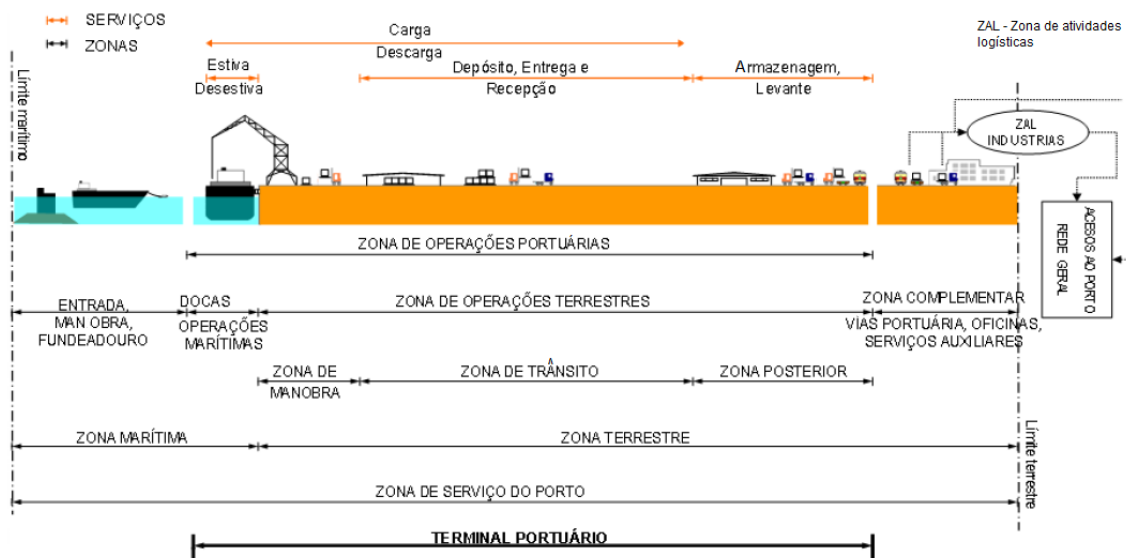 SERVIÇOS
ZONAS
ZAL - Zona de atividades
logísticas
Carga
Descarga
Estiva
Desestiva
Depósito, Entrega e
Recepção
Armazenagem,
Levante
Límite marítimo
ZAL
INDUSTRIAS
ACESOS AO PORTO
REDE GERAL
ZONA DE OPERAÇÕES PORTUÁRIAS
ENTRADA,
MAN OBRA,
FUNDEADOURO
DOCAS
OPERAÇÕES
MARÍTIMAS
ZONA DE OPERAÇÕES TERRESTRES
ZONA COMPLEMENTAR
VIAS PORTUÁRIA, OFICINAS,
SERVIÇOS AUXILIARES
ZONA DE
MANOBRA
ZONA DE TRÂNSITO
ZONA POSTERIOR
ZONA MARÍTIMA
ZONA TERRESTRE
Límite terrestre
ZONA DE SERVIÇO DO PORTO
TERMINAL PORTUÁRIO